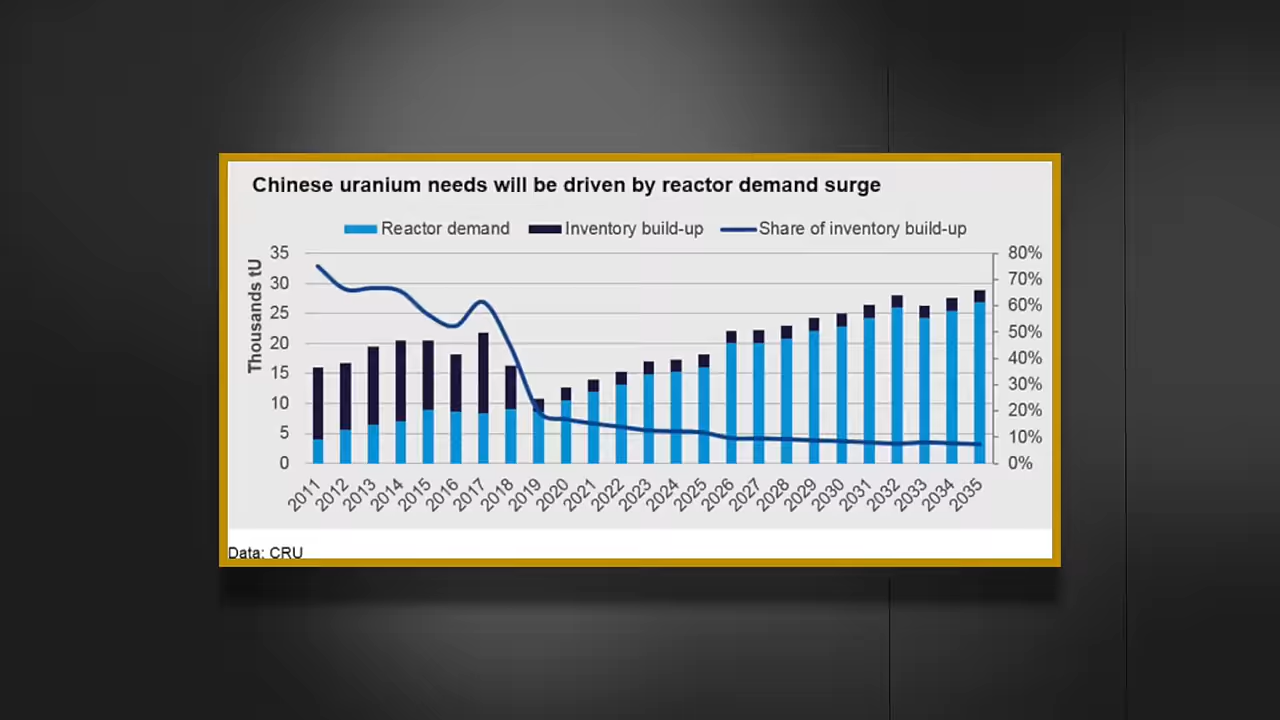 Chinese uranium needs will be driven by reactor demand surge
Reactor demand Inventory build-up Share of inventory build-up
Thousands tU
35 80%
30 70%
25 60%
20 50%
15 40%
10 30%
5 20%
0 10%
0%
2011 2012 2013 2014 2015 2016 2017 2018 2019 2020 2021 2022 2023 2024 2025 2026 2027 2028 2029 2030 2031 2032 2033 2034 2035
Data: CRU